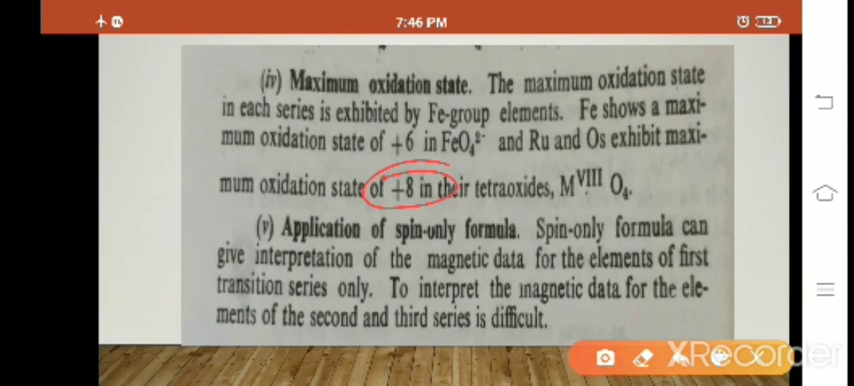 7:46 PM
(iv) Maximum oxidation state. The maximum oxidation state
in each series is exhibited by Fe-group elements. Fe shows a maxi-
mum oxidation state of +6 in FeO₄²⁻ and Ru and Os exhibit maxi-
mum oxidation state of +8 in their tetraoxides, Mⱽᴵᴵᴵ O₄.
(v) Application of spin-only formula. Spin-only formula can
give interpretation of the magnetic data for the elements of first
transition series only. To interpret the magnetic data for the ele-
ments of the second and third series is difficult.
XRecorder